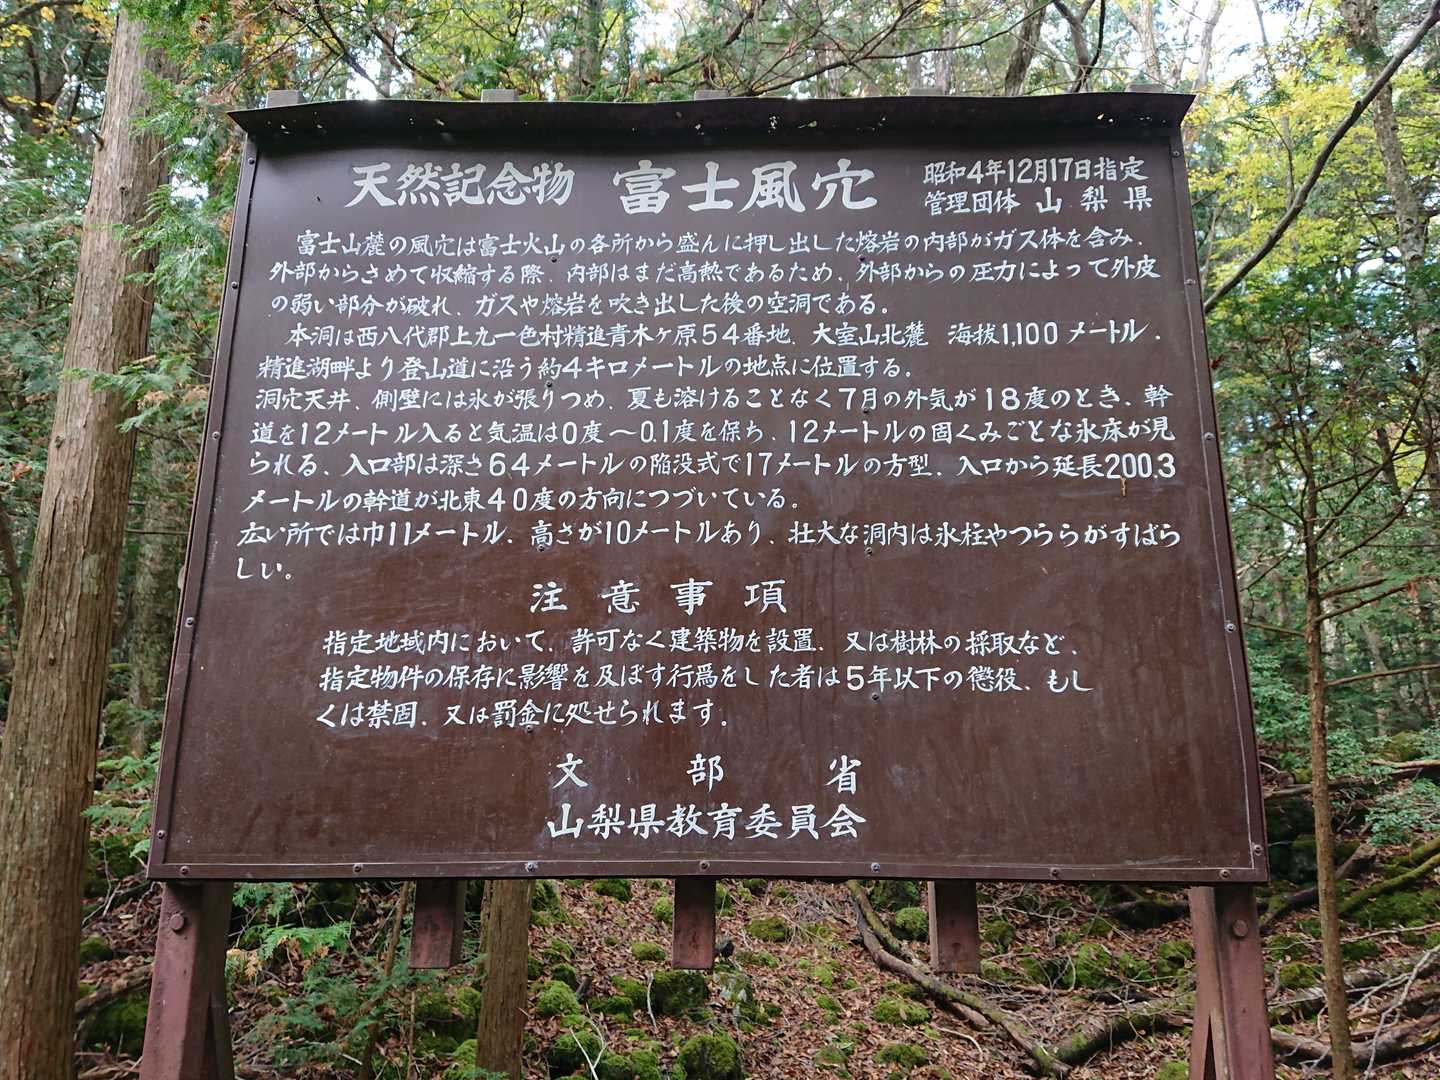 天然記念物 富士風穴 昭和4年12月17日指定
管理団体 山梨県
富士山麓の風穴は富士火山の各所から盛んに押し出した熔岩の内部がガス体を含み、
外部からさめて収縮する際、内部はまだ高熱であるため、外部からの圧力によって外皮
の弱い部分が破れ、ガスや熔岩を吹き出した後の空洞である。
本洞は西八代郡上九一色村精進青木ケ原54番地、大室山北麓 海抜1,100メートル、
精進湖畔より登山道に沿う約4キロメートルの地点に位置する。
洞穴天井、側壁には氷が張りつめ、夏も溶けることなく7月の外気が18度のとき、幹
道を12メートル入ると気温は0度〜0.1度を保ち、12メートルの固くみごとな氷床が見
られる、入口部は深さ64メートルの陥没式で17メートルの方型、入口から延長200.3
メートルの幹道が北東40度の方向につづいている。
広い所では巾11メートル、高さが10メートルあり、壮大な洞内は氷柱やつららがすばら
しい。
注意事項
指定地域内において、許可なく建築物を設置、又は樹林の採取など、
指定物件の保存に影響を及ぼす行爲をした者は5年以下の懲役、もし
くは禁固、又は罰金に処せられます。
文部省
山梨県教育委員会